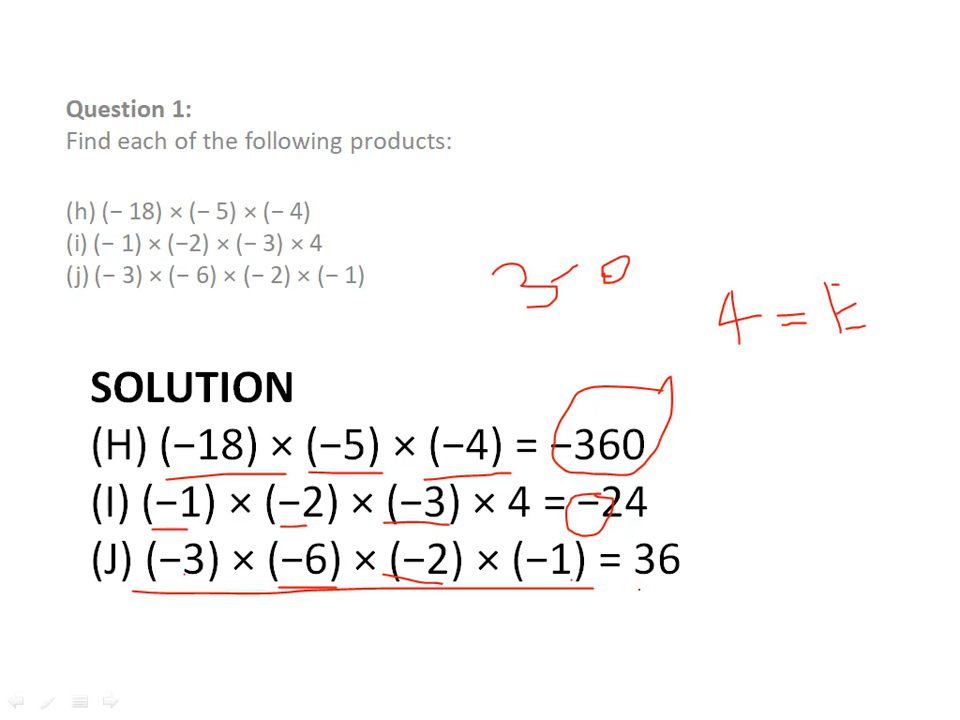 Question 1:
Find each of the following products:
(h) (− 18) × (− 5) × (− 4)
(i) (− 1) × (−2) × (− 3) × 4
(j) (− 3) × (− 6) × (− 2) × (− 1)
4 = E
SOLUTION
(H) (−18) × (−5) × (−4) = −360
(I) (−1) × (−2) × (−3) × 4 = −24
(J) (−3) × (−6) × (−2) × (−1) = 36